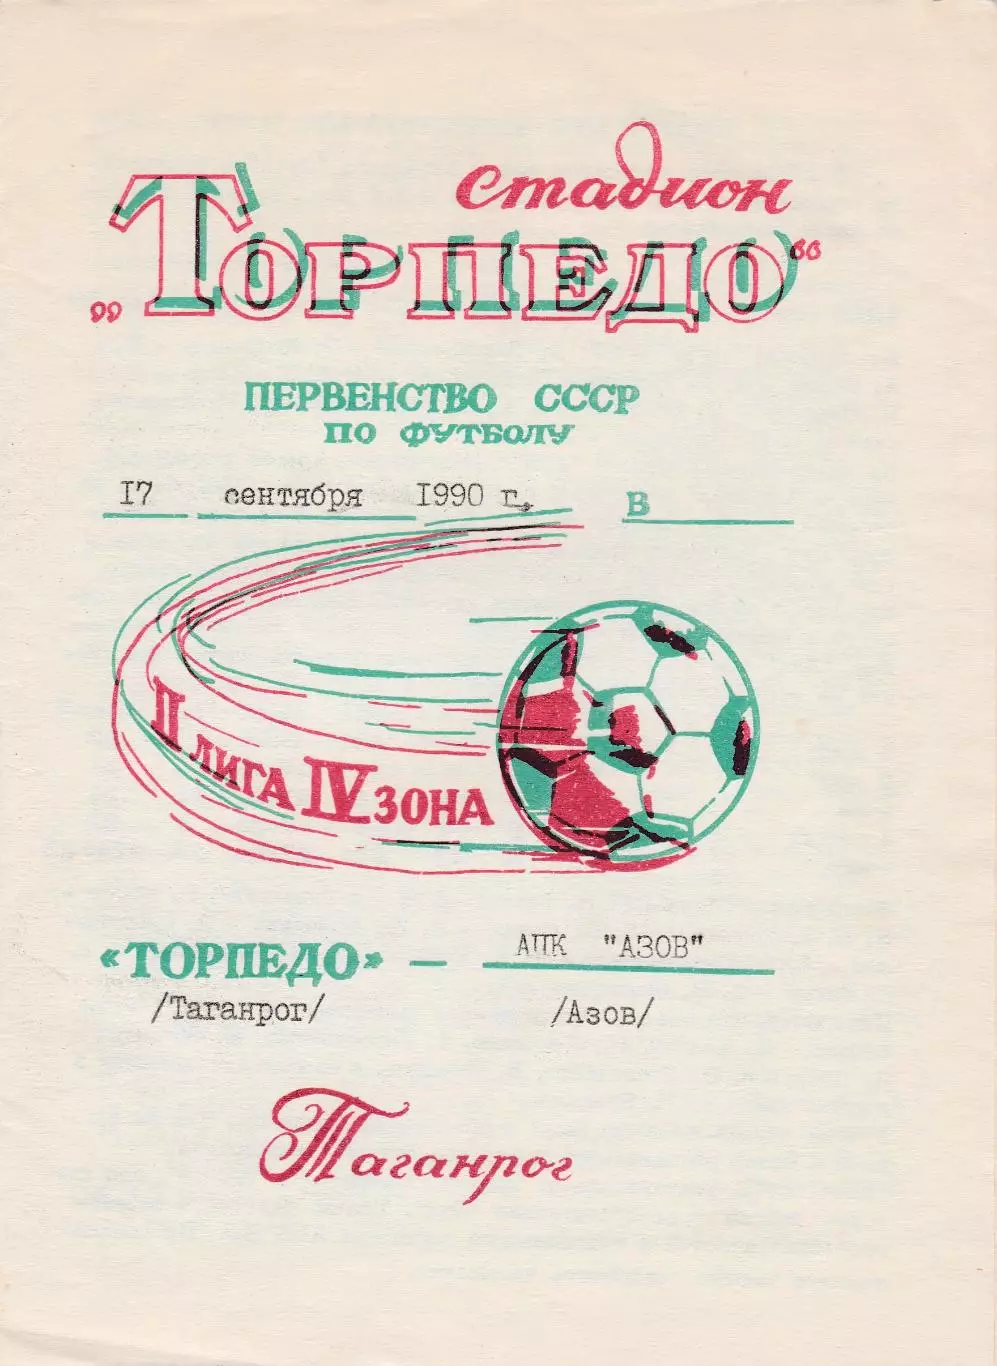 стадион
„Торпедо“
ПЕРВЕНСТВО СССР
ПО ФУТБОЛУ
17 сентября 1990 г, В
II ЛИГА IV ЗОНА
«ТОРПЕДО» — АПК "АЗОВ"
/Таганрог/ /Азов/
Таганрог